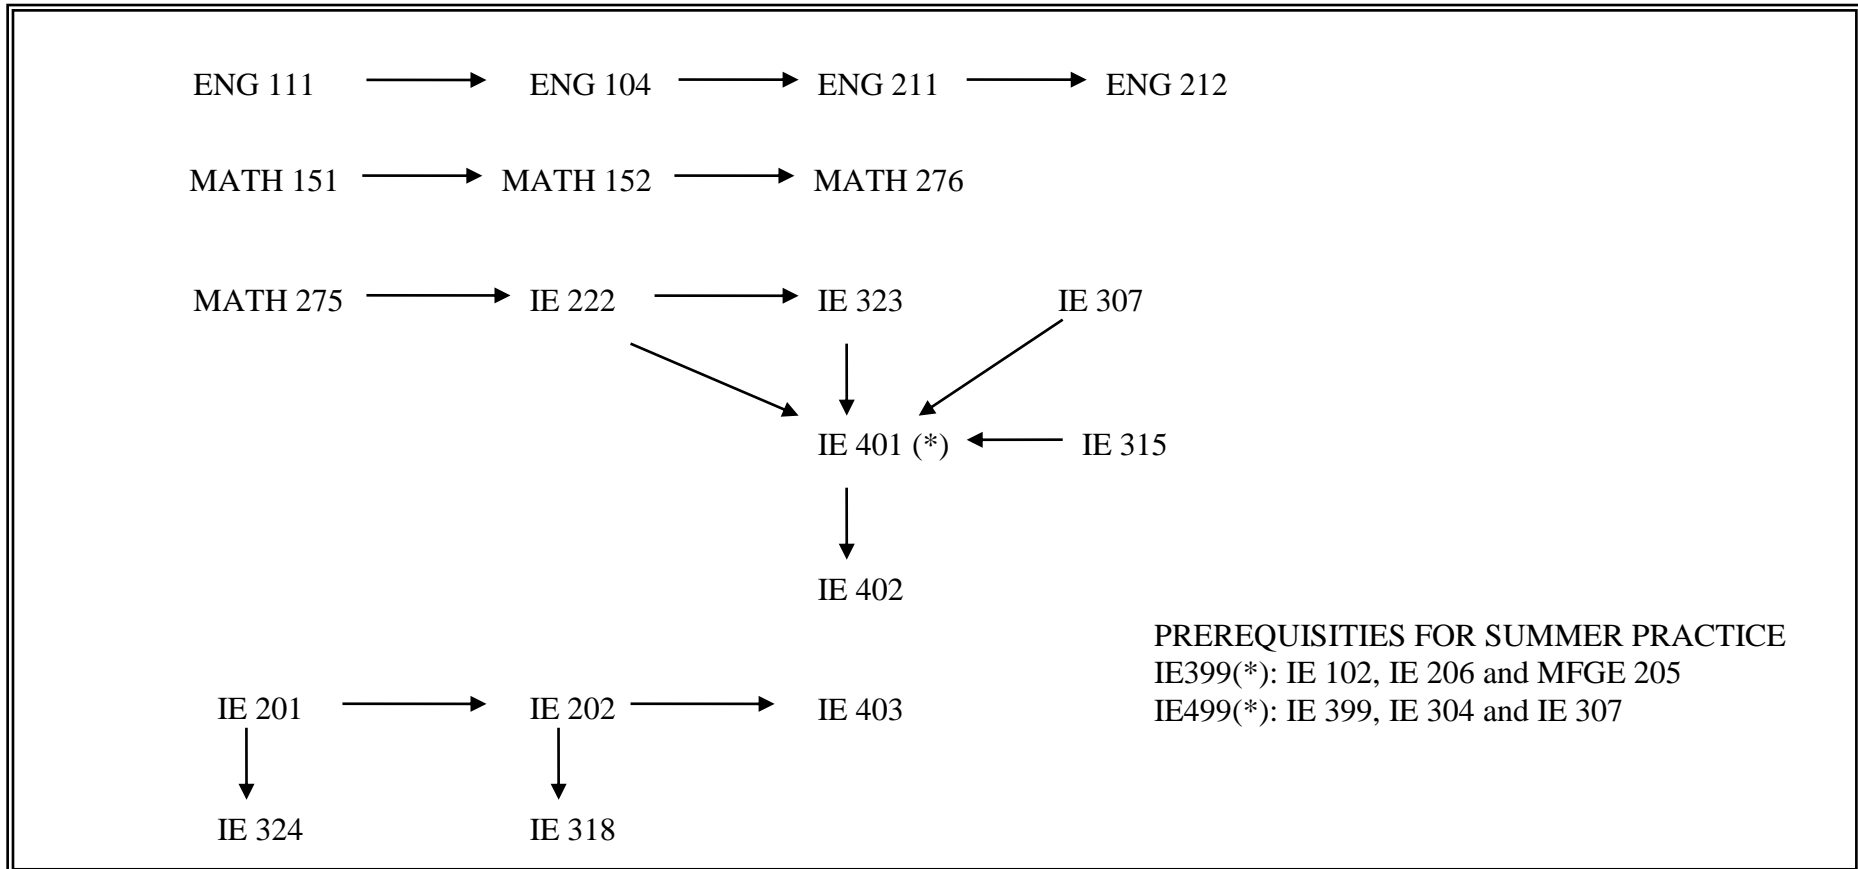 ENG 111 ENG 104 ENG 211 ENG 212
MATH 151 MATH 152 MATH 276
MATH 275 IE 222 IE 323 IE 307
IE 401 (*) IE 315
IE 402
PREREQUISITIES FOR SUMMER PRACTICE
IE399(*): IE 102, IE 206 and MFGE 205
IE499(*): IE 399, IE 304 and IE 307
IE 201 IE 202 IE 403
IE 324 IE 318